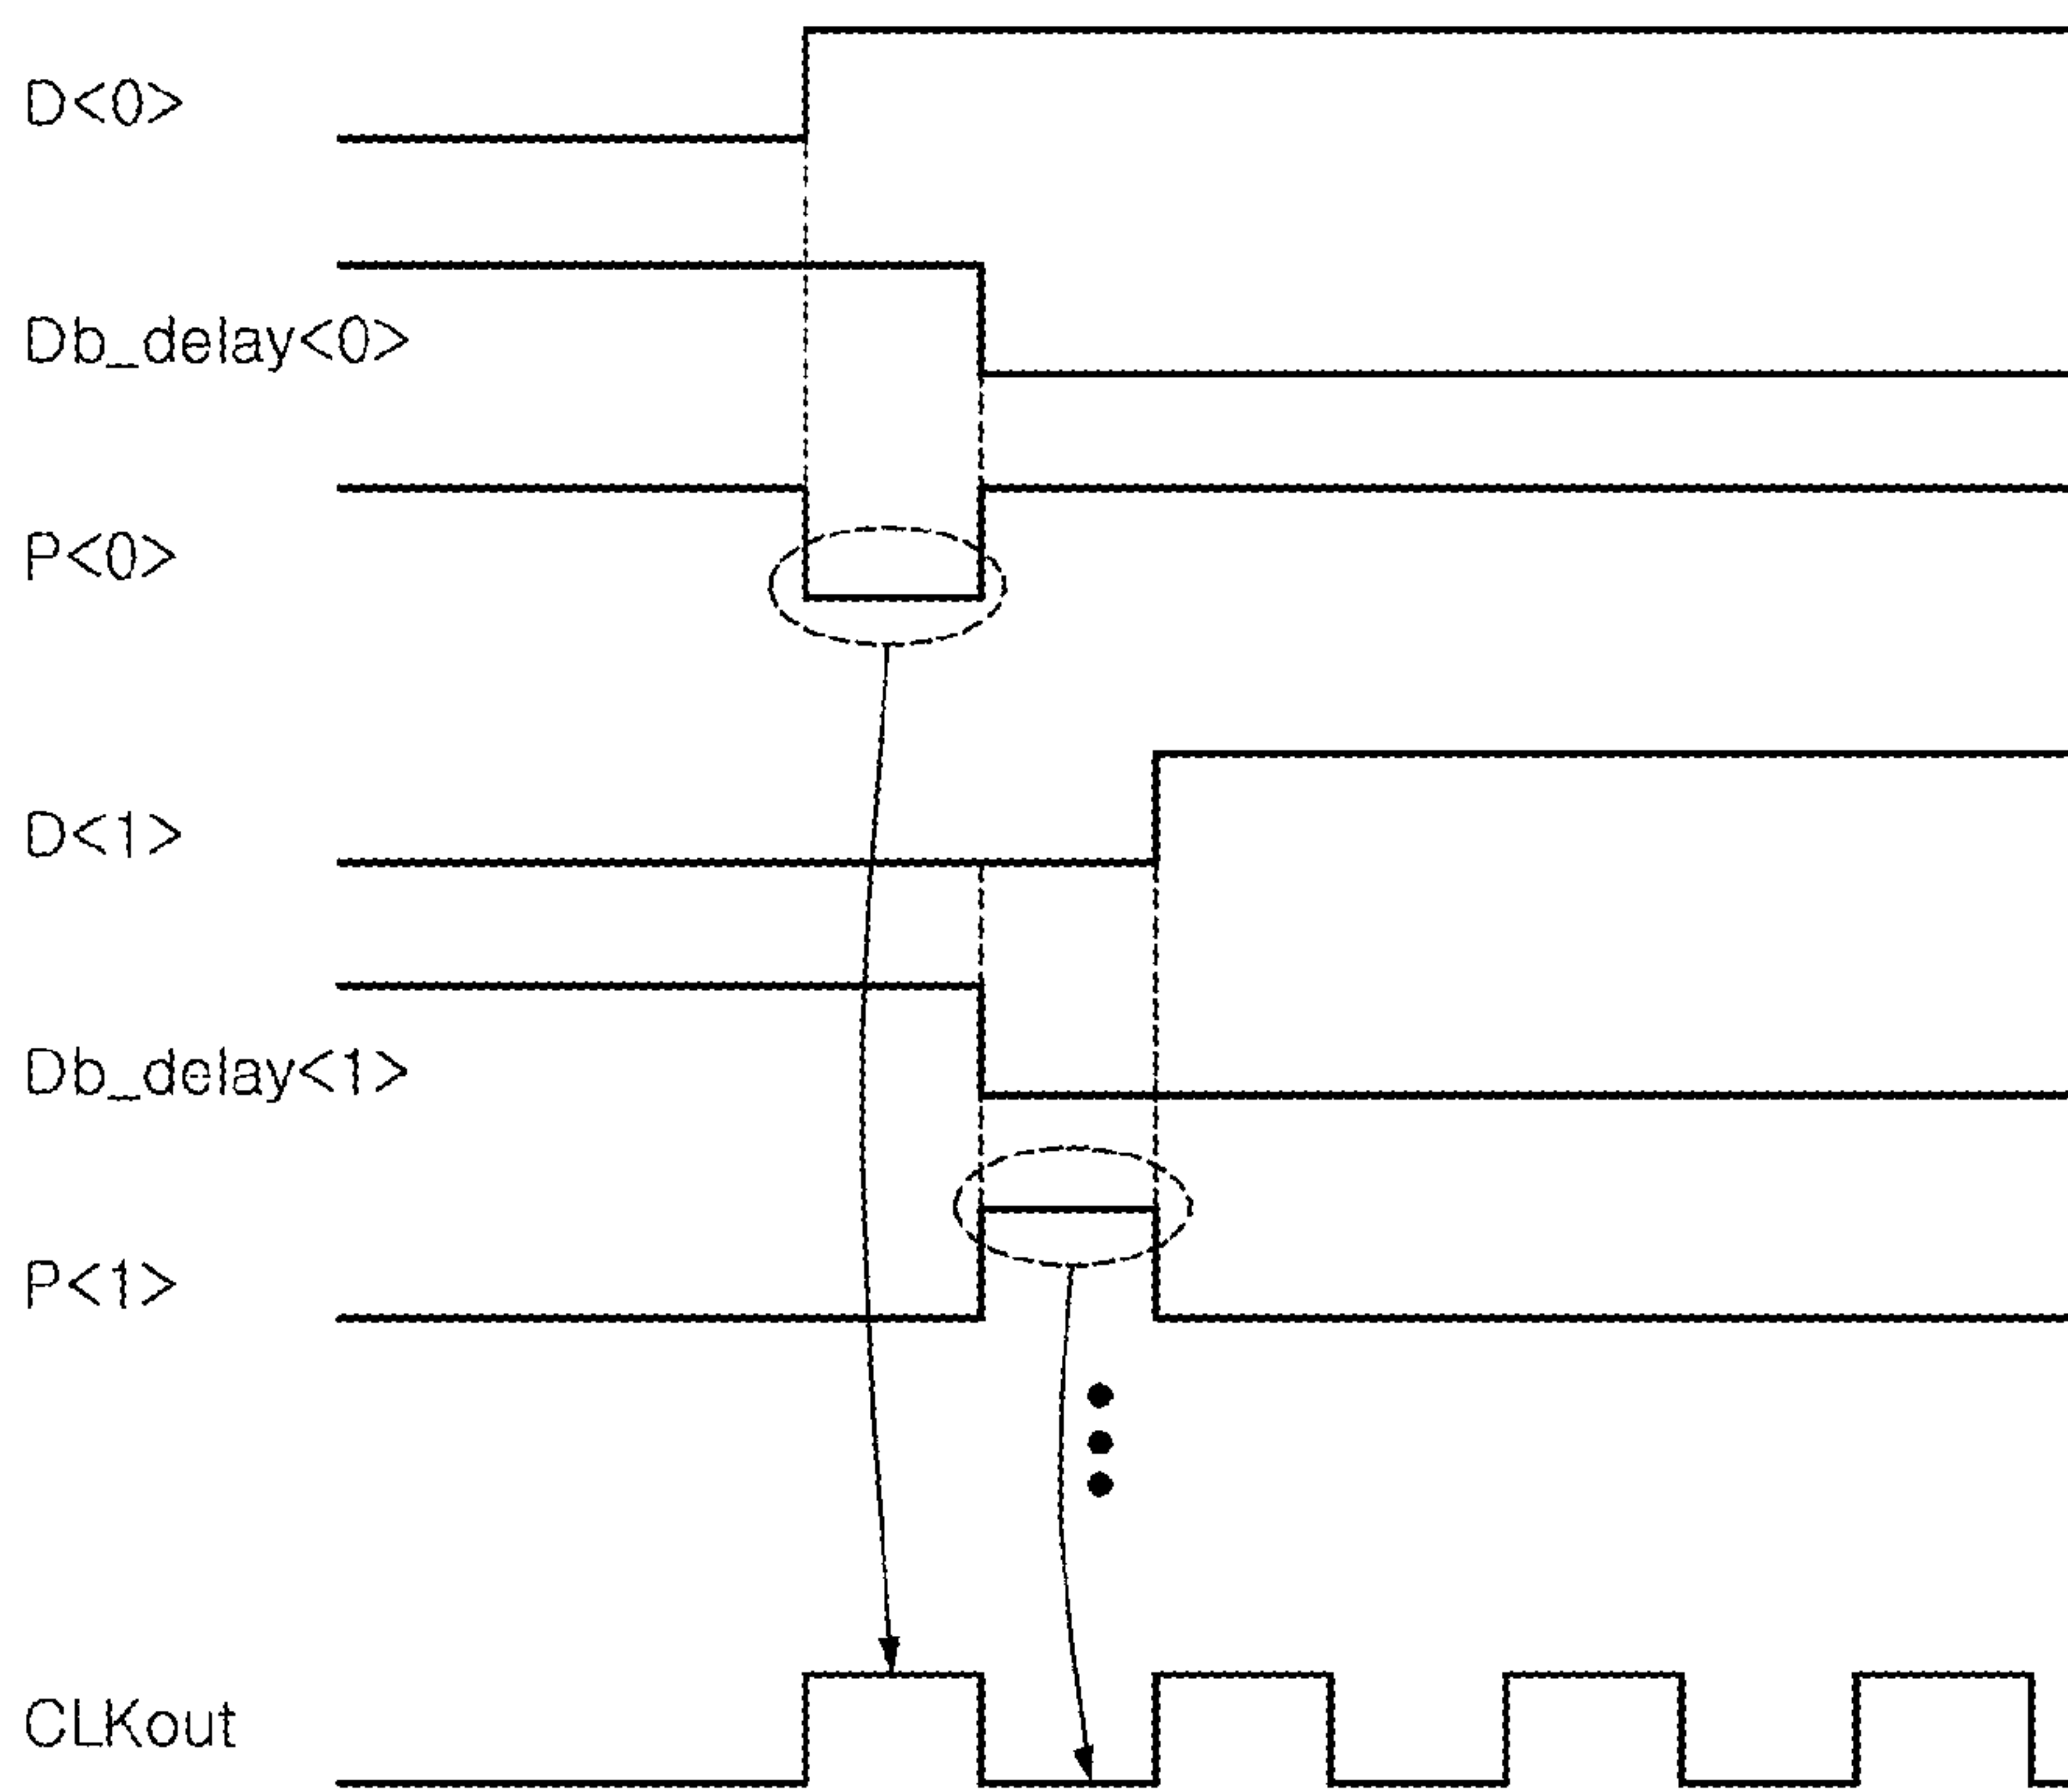 D<0>
Db_delay<0>
P<0>
D<1>
Db_delay<1>
P<1>
CLKout